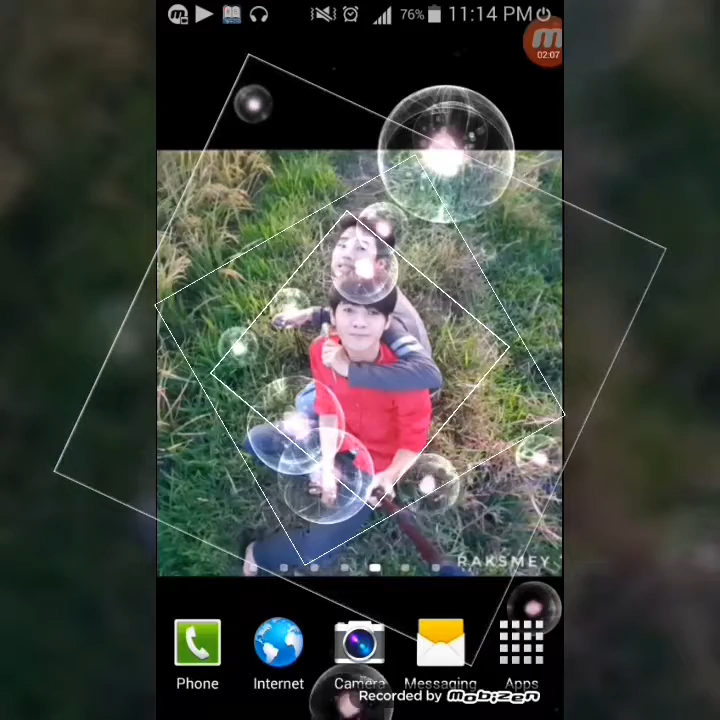 76% 11:14 PM
02:07
RAKSMEY
Phone Internet Camera Messaging Apps
Recorded by mobizen